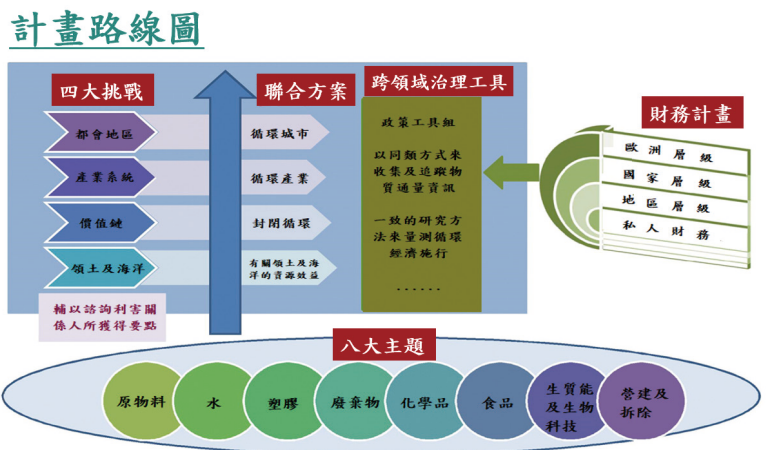 計畫路線圖
四大挑戰
聯合方案
跨領域治理工具
都會地區
循環城市
產業系統
循環產業
價值鏈
封閉循環
領土及海洋
有關領土及海
洋的資源效益
輔以諮詢利害關
係人所獲得要點
政策工具組
以同類方式來
收集及追蹤物
質通量資訊
一致的研究方
法來量測循環
經濟施行
......
財務計畫
歐洲層級
國家層級
地區層級
私人財務
八大主題
原物料
水
塑膠
廢棄物
化學品
食品
生質能
及生物
科技
營建及
拆除